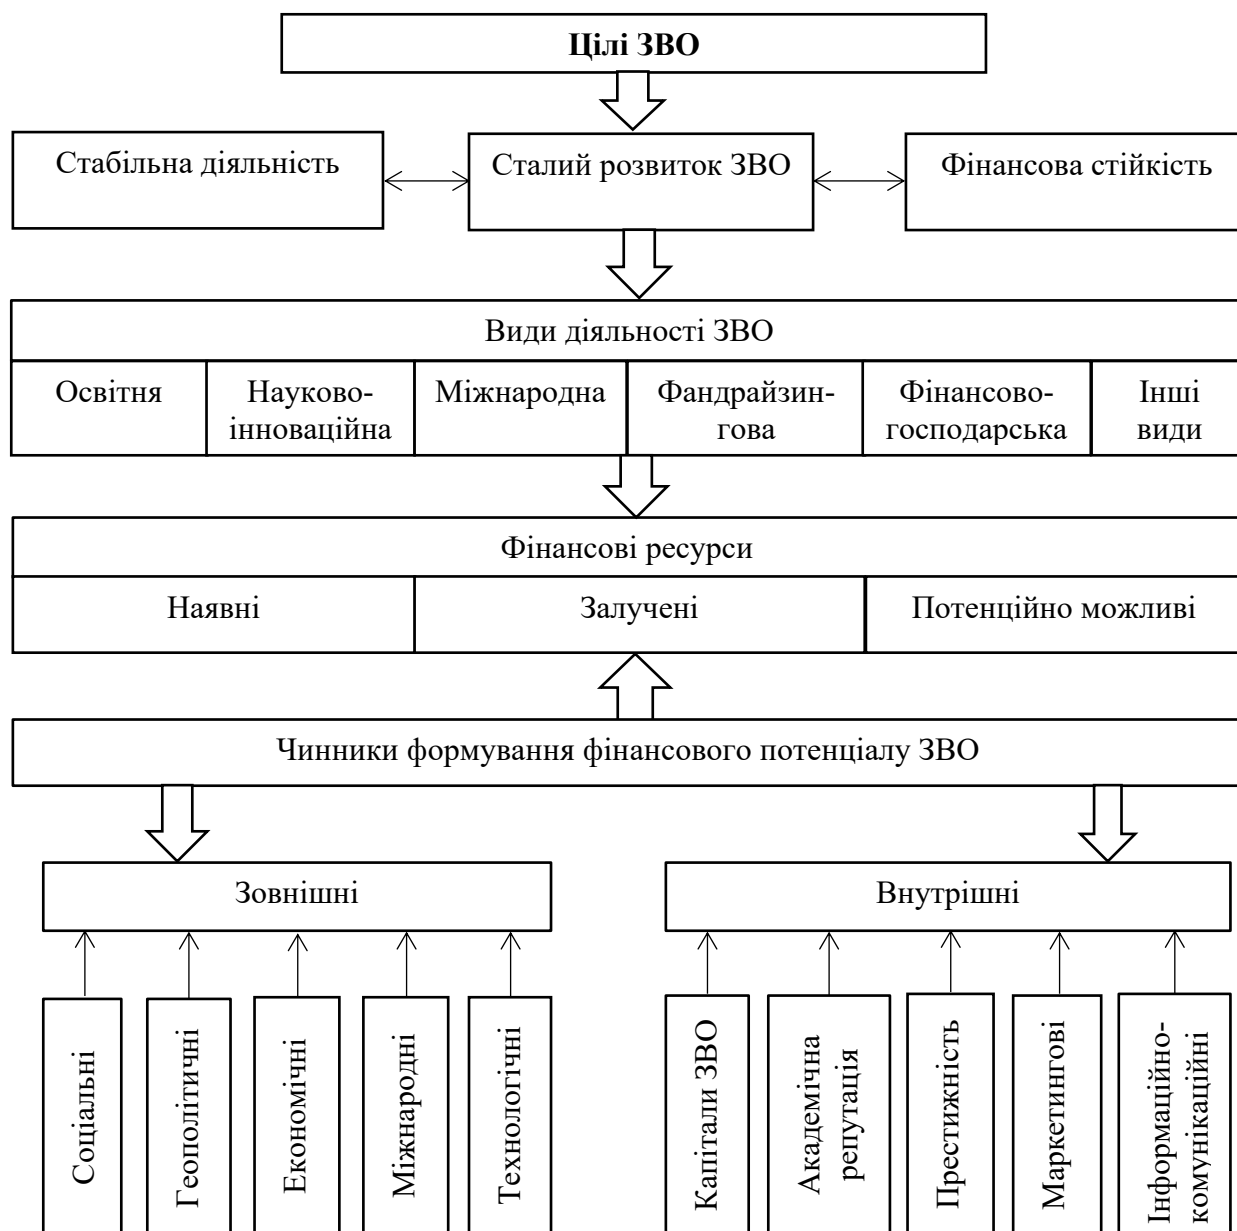 Цілі ЗВО
Стабільна діяльність
Сталий розвиток ЗВО
Фінансова стійкість
Види діяльності ЗВО
Освітня
Науково-
інноваційна
Міжнародна
Фандрайзин-
гова
Фінансово-
господарська
Інші
види
Фінансові ресурси
Наявні
Залучені
Потенційно можливі
Чинники формування фінансового потенціалу ЗВО
Зовнішні
Внутрішні
Соціальні
Геополітичні
Економічні
Міжнародні
Технологічні
Капітали ЗВО
Академічна
репутація
Престижність
Маркетингові
Інформаційно-
комунікаційні